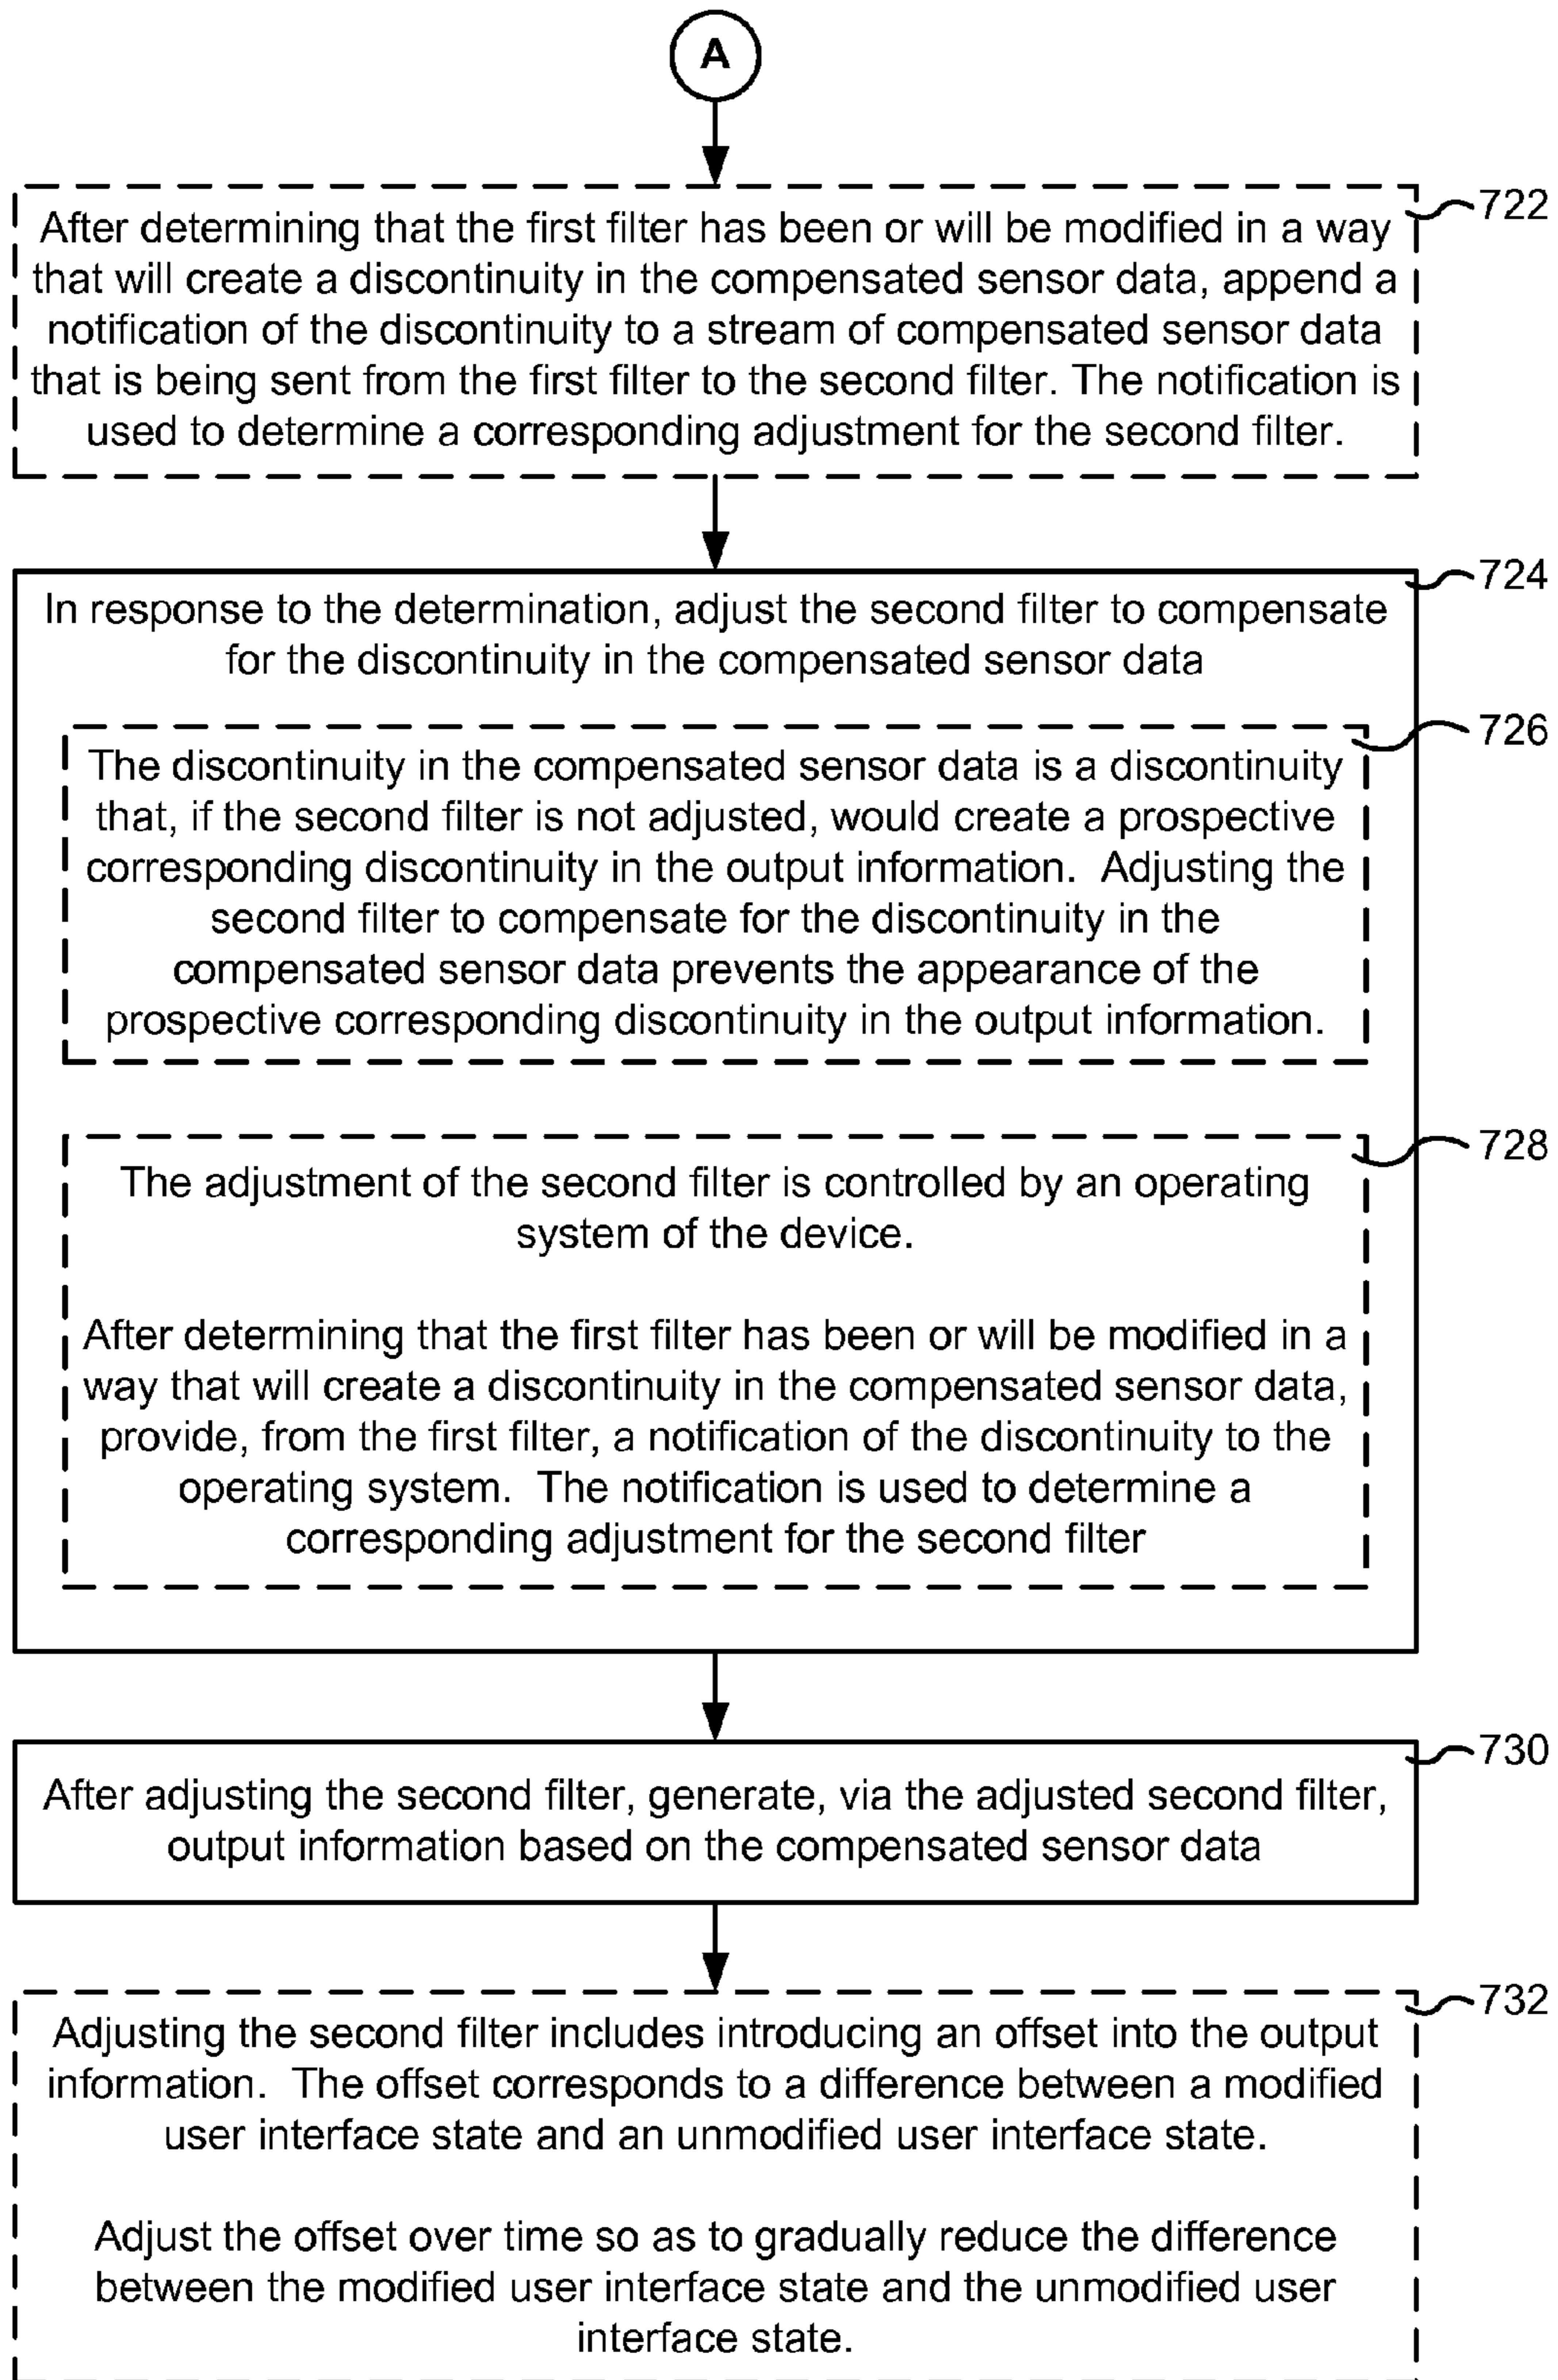 A
722
After determining that the first filter has been or will be modified in a way
that will create a discontinuity in the compensated sensor data, append a
notification of the discontinuity to a stream of compensated sensor data
that is being sent from the first filter to the second filter. The notification is
used to determine a corresponding adjustment for the second filter.
724
In response to the determination, adjust the second filter to compensate
for the discontinuity in the compensated sensor data
726
The discontinuity in the compensated sensor data is a discontinuity
that, if the second filter is not adjusted, would create a prospective
corresponding discontinuity in the output information. Adjusting the
second filter to compensate for the discontinuity in the
compensated sensor data prevents the appearance of the
prospective corresponding discontinuity in the output information.
728
The adjustment of the second filter is controlled by an operating
system of the device.
After determining that the first filter has been or will be modified in a
way that will create a discontinuity in the compensated sensor data,
provide, from the first filter, a notification of the discontinuity to the
operating system. The notification is used to determine a
corresponding adjustment for the second filter
730
After adjusting the second filter, generate, via the adjusted second filter,
output information based on the compensated sensor data
732
Adjusting the second filter includes introducing an offset into the output
information. The offset corresponds to a difference between a modified
user interface state and an unmodified user interface state.
Adjust the offset over time so as to gradually reduce the difference
between the modified user interface state and the unmodified user
interface state.